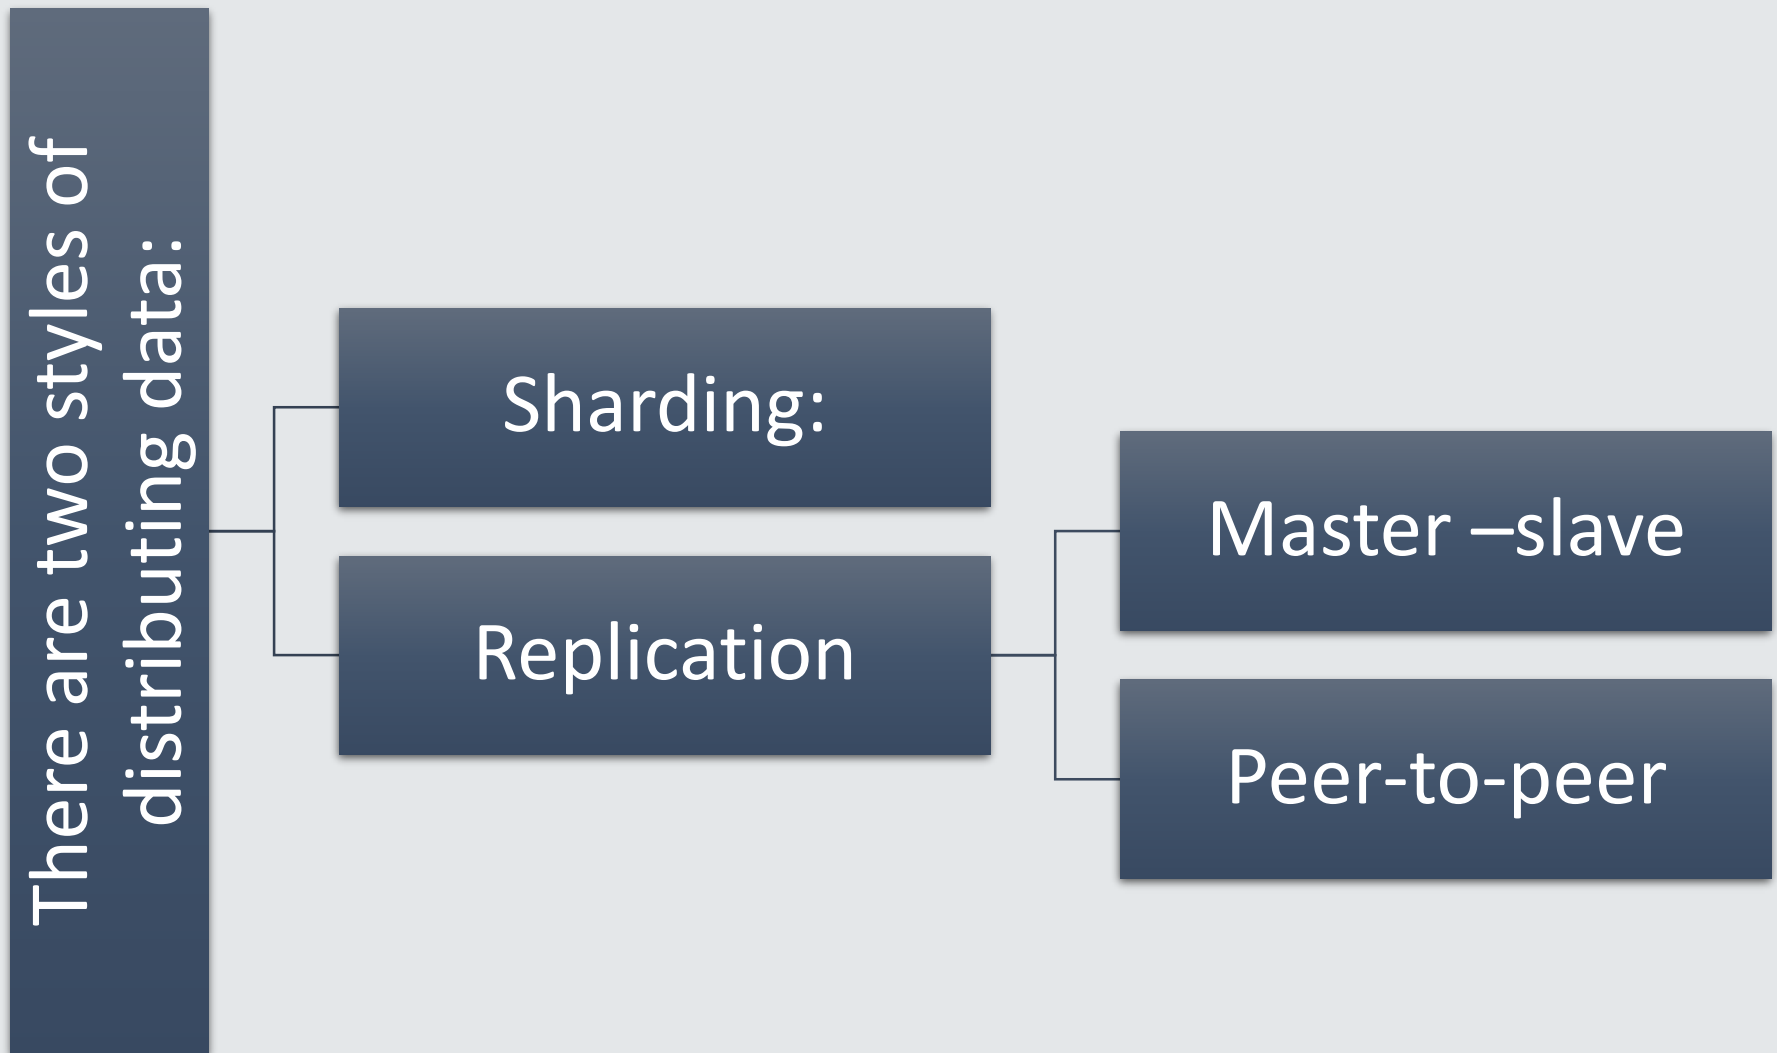 There are two styles of
distributing data:
Sharding:
Replication
Master –slave
Peer-to-peer